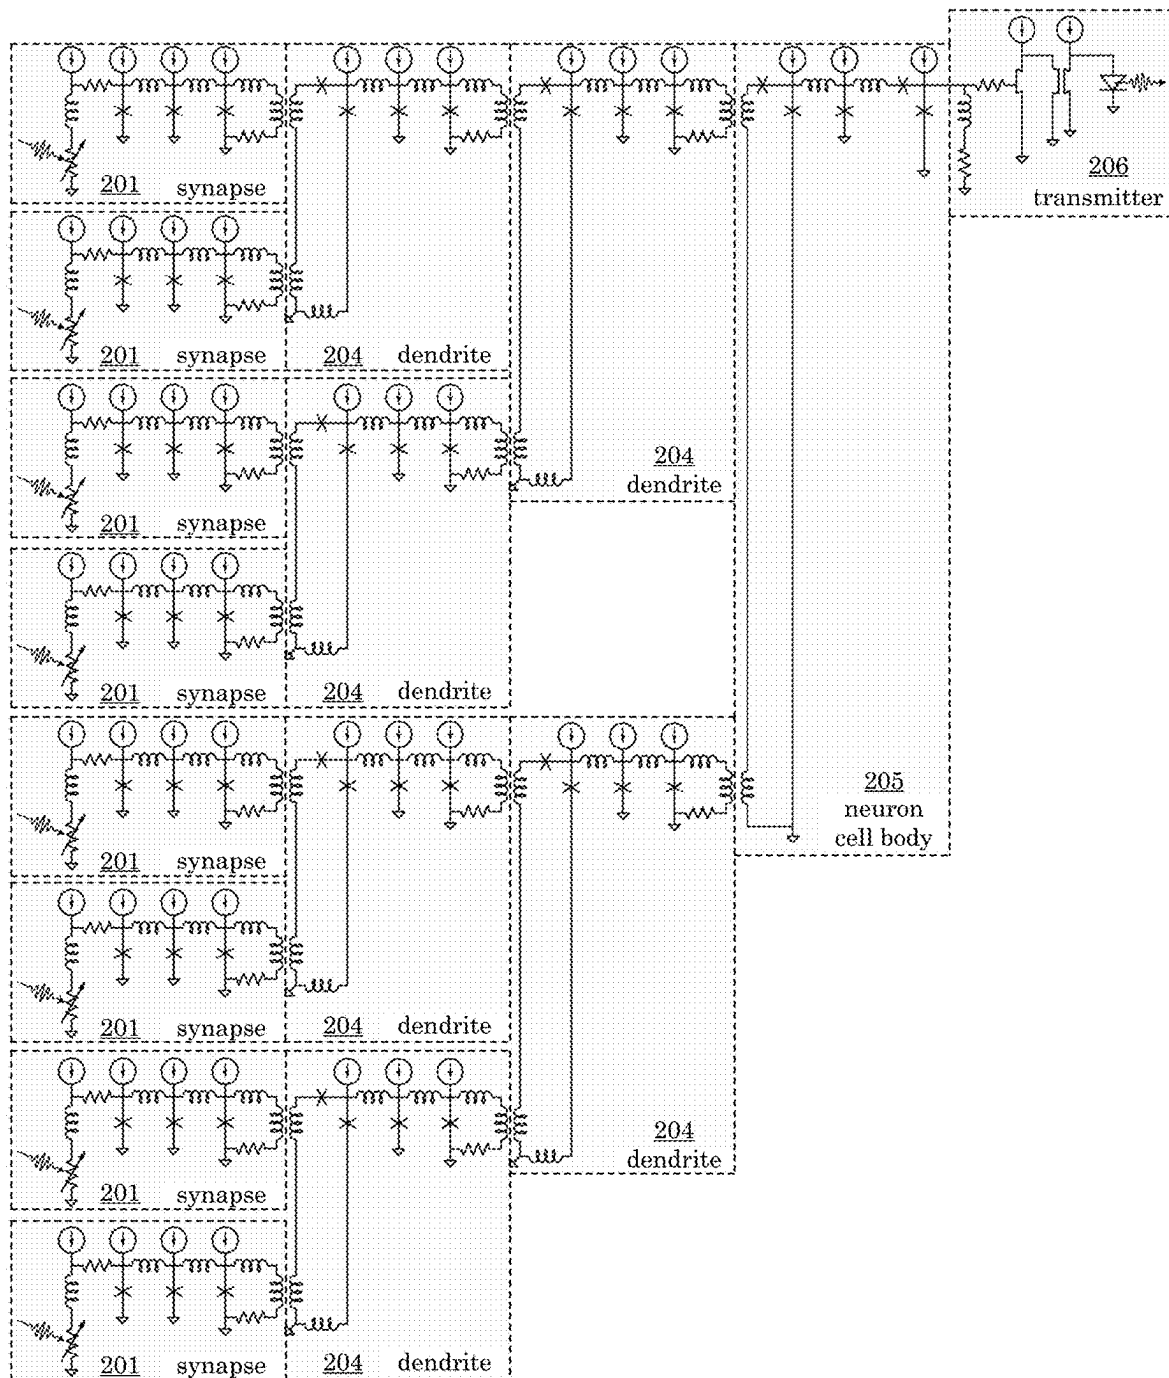 206
transmitter
201 synapse
201 synapse
204 dendrite
201 synapse
204
dendrite
201 synapse
204 dendrite
205
neuron
cell body
201 synapse
201 synapse
204 dendrite
204
dendrite
201 synapse
201 synapse
204 dendrite